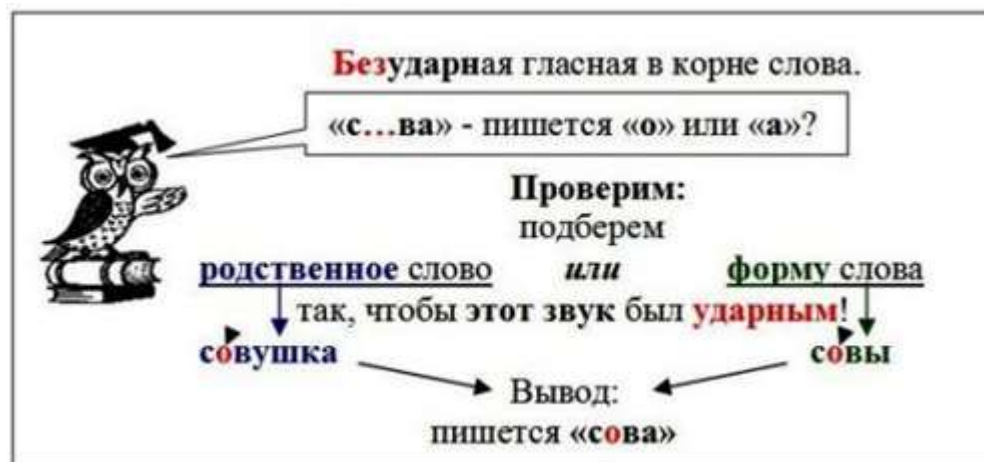 Безударная гласная в корне слова.
«с…ва» - пишется «о» или «а»?
Проверим:
подберем
родственное слово или форму слова
так, чтобы этот звук был ударным!
совушка совы
Вывод:
пишется «сова»